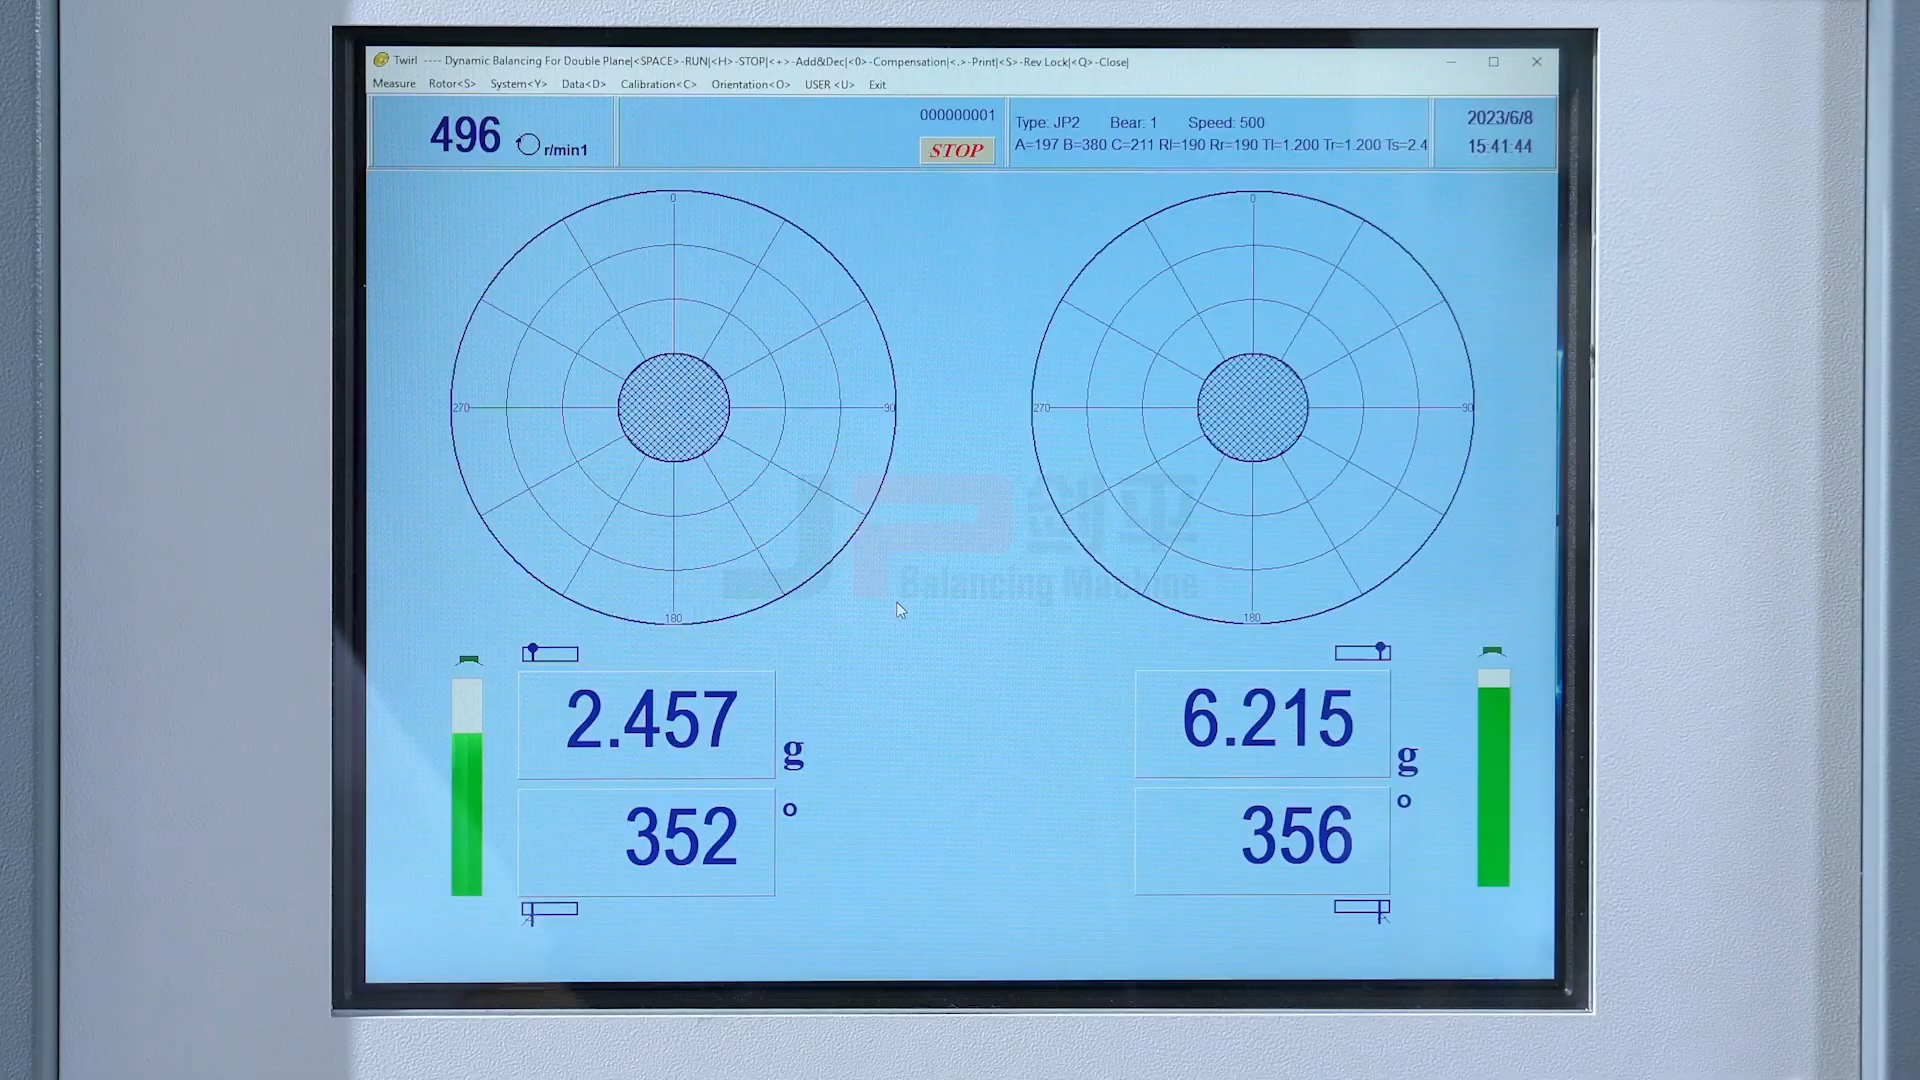 Twirl ---- Dynamic Balancing For Double Plane|<SPACE>-RUN|<H>-STOP|<+>-Add&Dec|<0>-Compensation|<.>-Print|<S>-Rev Lock|<Q>-Close|
Measure Rotor<S> System<Y> Data<D> Calibration<C> Orientation<O> USER <U> Exit
496 r/min1
000000001
STOP
Type: JP2 Bear: 1 Speed: 500
A=197 B=380 C=211 Rl=190 Rr=190 Tl=1.200 Tr=1.200 Ts=2.4
2023/6/8
15:41:44
0
270
90
180
0
270
90
180
JP 剑平
Balancing Machine
2.457 g
352 °
6.215 g
356 °